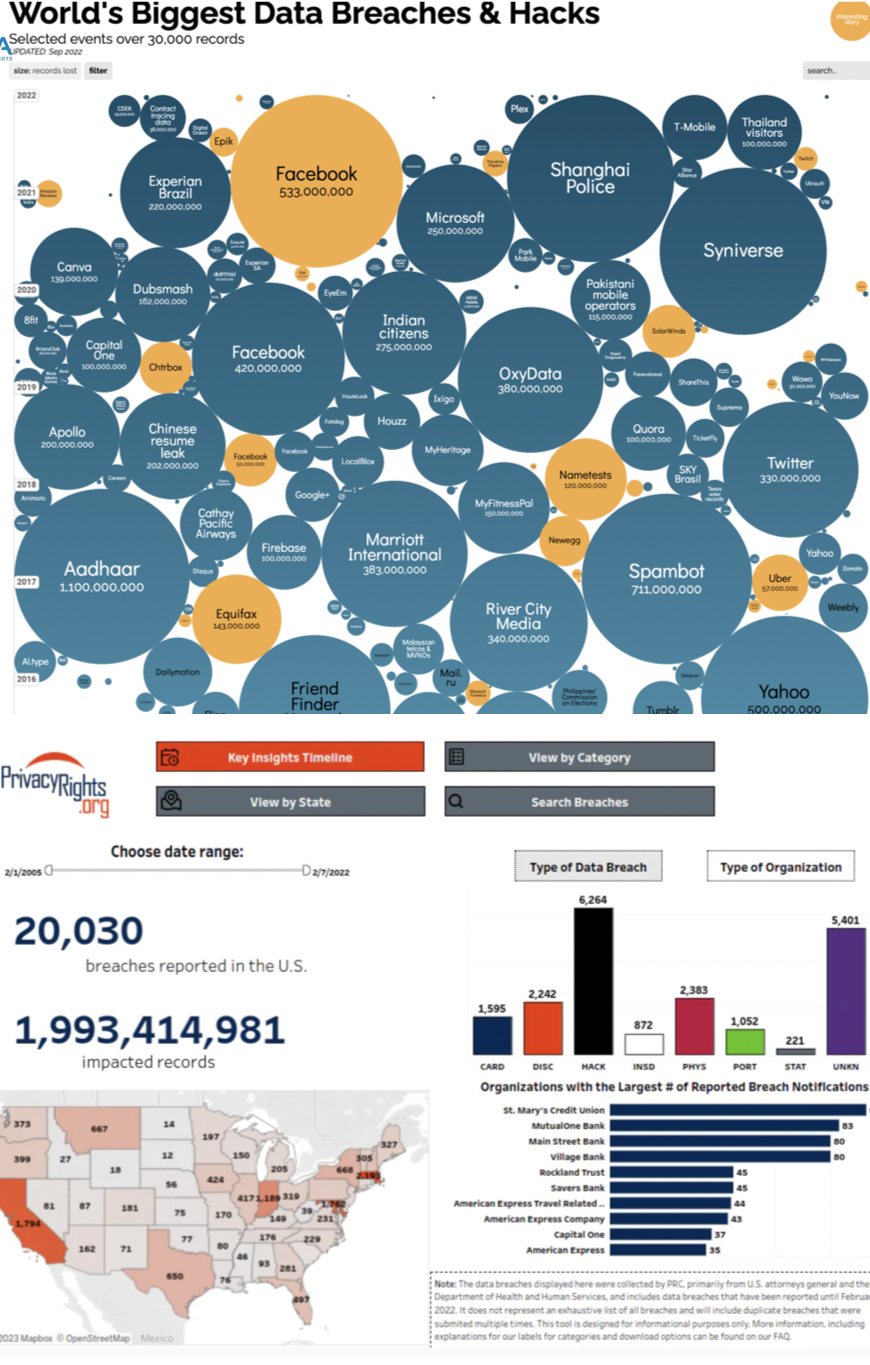 World's Biggest Data Breaches & Hacks
Selected events over 30,000 records
UPDATED: Sep 2022
size: records lost
filter
search..
interesting
story
2022
CDEK
Contact
tracing
data
38,000,000
Digital
Ocean
Epik
Facebook
533,000,000
Plex
Shanghai
Police
T-Mobile
Thailand
visitors
100,000,000
Star
Alliance
Twitch
Ubiquiti
VW
Experian
Brazil
220,000,000
2021
Microsoft
250,000,000
Syniverse
Park
Mobile
Canva
139,000,000
Experian
SA
Dubsmash
162,000,000
2020
EyeEm
Pakistani
mobile
operators
115,000,000
SolarWinds
8fit
Capital
One
100,000,000
Chtrbox
Facebook
420,000,000
Indian
citizens
275,000,000
OxyData
380,000,000
Panerabread
ShareThis
Wawa
30,000,000
YouNow
2019
HauteLook
Ixigo
Suprema
Apollo
200,000,000
Chinese
resume
leak
202,000,000
Fotolog
Houzz
Quora
100,000,000
Ticketfly
Facebook
50,000,000
Facebook
LocalBlox
MyHeritage
Nametests
120,000,000
SKY
Brasil
Twitter
330,000,000
2018
Careem
Animoto
Google+
MyFitnessPal
150,000,000
Texas
voter
records
Cathay
Pacific
Airways
Firebase
100,000,000
Marriott
International
383,000,000
Newegg
Aadhaar
1,100,000,000
Disqus
Spambot
711,000,000
Yahoo
Zomato
2017
Uber
57,000,000
Equifax
143,000,000
River City
Media
340,000,000
Weebly
Malaysian
telcos &
MVNOs
AI.type
Dailymotion
2016
Mail.
ru
Telegram
Friend
Finder
Philippines'
Commission
on Elections
Tumblr
Yahoo
500,000,000
PrivacyRights
.org
Key Insights Timeline
View by Category
View by State
Search Breaches
Choose date range:
2/1/2005
2/7/2022
Type of Data Breach
Type of Organization
20,030
breaches reported in the U.S.
1,993,414,981
impacted records
6,264
5,401
2,383
2,242
1,595
1,052
872
221
CARD
DISC
HACK
INSD
PHYS
PORT
STAT
UNKN
Organizations with the Largest # of Reported Breach Notifications
St. Mary's Credit Union
MutualOne Bank
83
Main Street Bank
80
Village Bank
80
Rockland Trust
45
Savers Bank
45
American Express Travel Related ..
44
American Express Company
43
Capital One
37
American Express
35
373
667
14
197
327
399
27
12
150
205
305
668
2,191
18
56
424
417
1,189
319
1,762
81
87
181
75
170
39
231
149
162
71
77
80
176
229
46
93
281
650
76
497
2023 Mapbox © OpenStreetMap
Mexico
Note: The data breaches displayed here were collected by PRC, primarily from U.S. attorneys general and the
Department of Health and Human Services, and includes data breaches that have been reported until Februa
2022. It does not represent an exhaustive list of all breaches and will include duplicate breaches that were
submited multiple times. This tool is designed for informational purposes only. More information, including
explanations for our labels for categories and download options can be found on our FAQ.